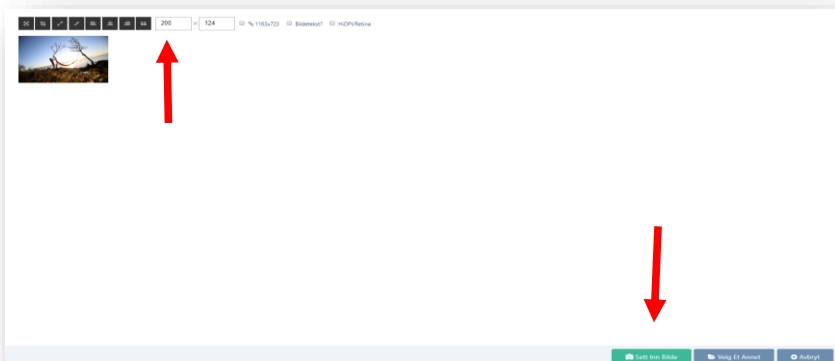 200 × 124 1163x723 Bildetekst? HiDPI/Retina
Sett Inn Bilde Velg Et Annet Avbryt